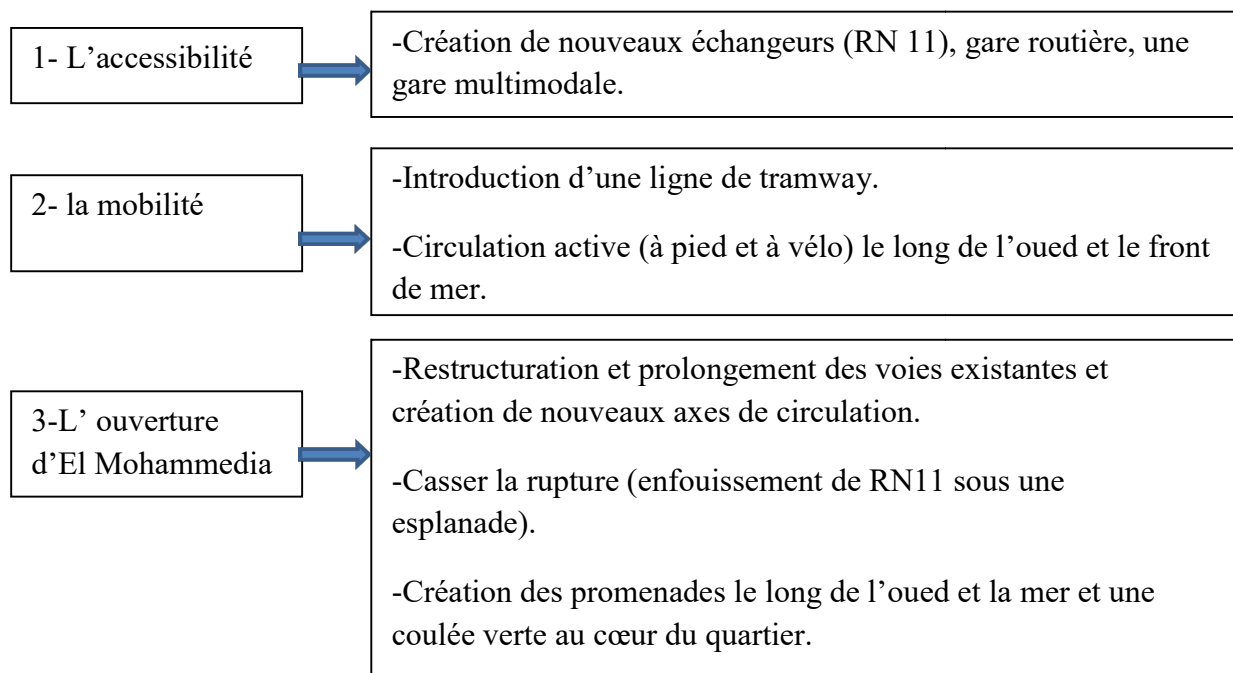 1- L’accessibilité
-Création de nouveaux échangeurs (RN 11), gare routière, une
gare multimodale.
2- la mobilité
-Introduction d’une ligne de tramway.
-Circulation active (à pied et à vélo) le long de l’oued et le front
de mer.
3-L’ ouverture
d’El Mohammedia
-Restructuration et prolongement des voies existantes et
création de nouveaux axes de circulation.
-Casser la rupture (enfouissement de RN11 sous une
esplanade).
-Création des promenades le long de l’oued et la mer et une
coulée verte au cœur du quartier.